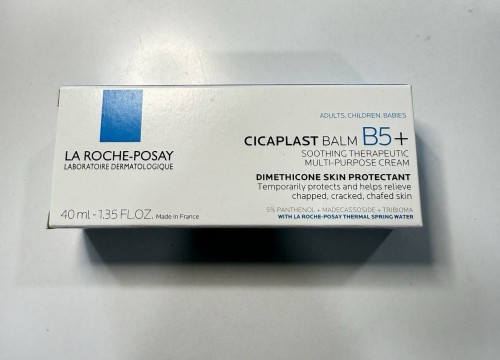 LA ROCHE-POSAY
LABORATOIRE DERMATOLOGIQUE
40 ml - 1.35 FL.OZ. Made in France
ADULTS, CHILDREN, BABIES
CICAPLAST BALM B5+
SOOTHING THERAPEUTIC
MULTI-PURPOSE CREAM
DIMETHICONE SKIN PROTECTANT
Temporarily protects and helps relieve
chapped, cracked, chafed skin
5% PANTHENOL + MADECASSOSIDE + TRIBIOMA
WITH LA ROCHE-POSAY THERMAL SPRING WATER